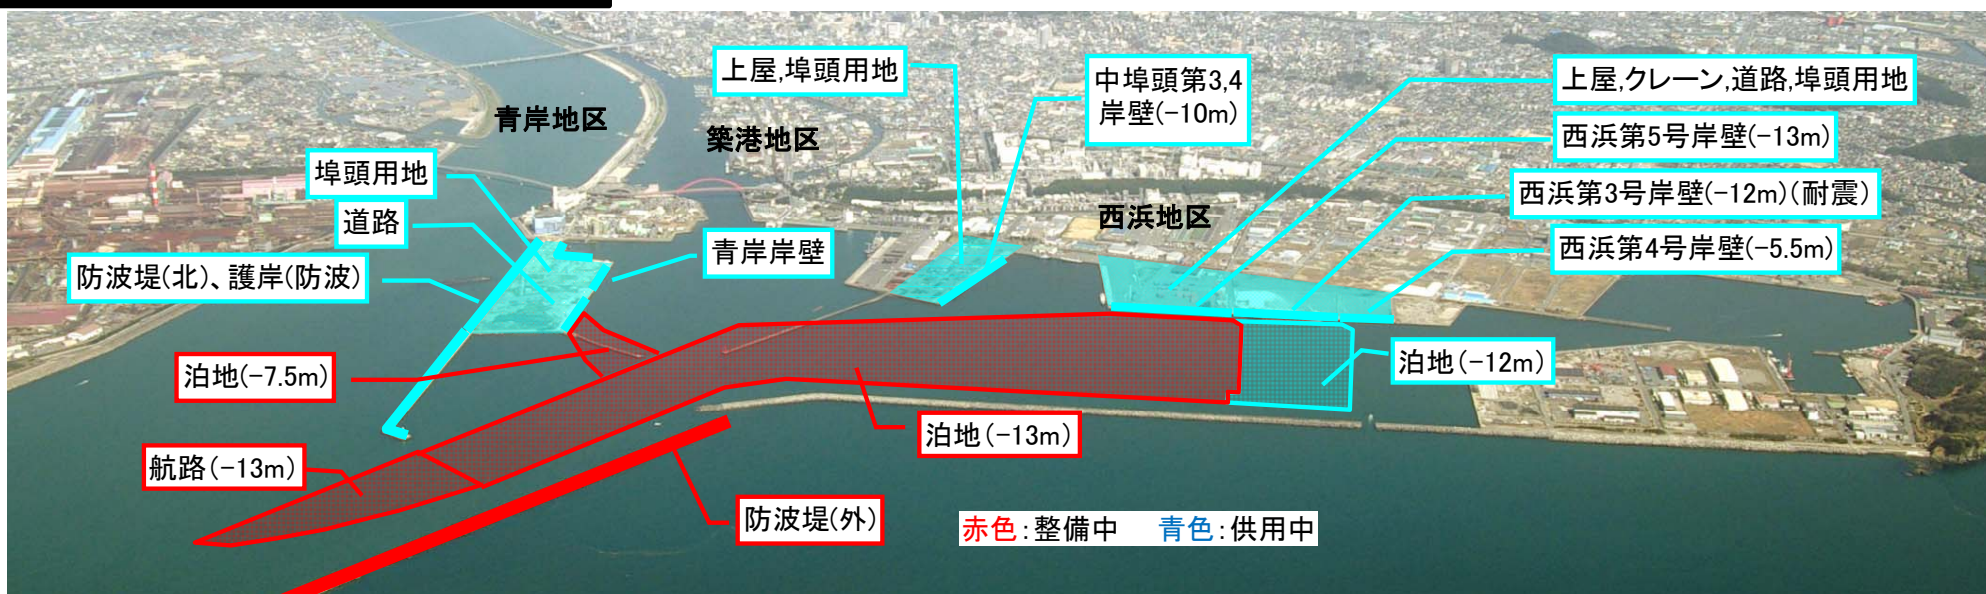 上屋,埠頭用地
中埠頭第3,4
岸壁(-10m)
上屋,クレーン,道路,埠頭用地
青岸地区
築港地区
西浜第5号岸壁(-13m)
埠頭用地
西浜第3号岸壁(-12m)(耐震)
道路
西浜地区
青岸岸壁
西浜第4号岸壁(-5.5m)
防波堤(北)、護岸(防波)
泊地(-7.5m)
泊地(-12m)
泊地(-13m)
航路(-13m)
防波堤(外)
赤色:整備中 青色:供用中